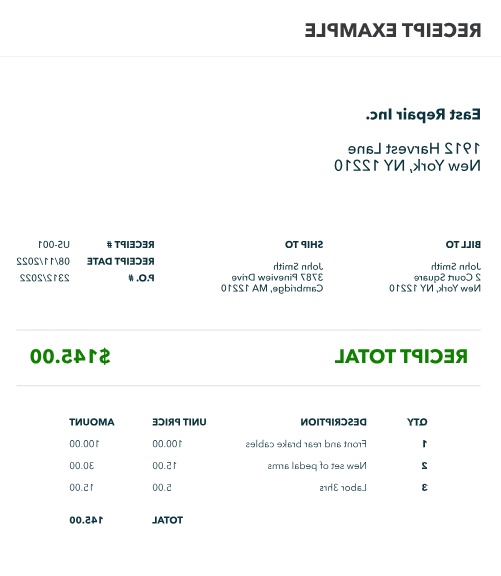 RECEIPT EXAMPLE
East Repair Inc.
1912 Harvest Lane
New York, NY 12210
BILL TO
John Smith
2 Court Square
New York, NY 12210
SHIP TO
John Smith
3787 Pineview Drive
Cambridge, MA 12210
RECEIPT # US-001
RECEIPT DATE 08/11/2022
P.O. # 2312/2022
RECIPT TOTAL $145.00
QTY DESCRIPTION UNIT PRICE AMOUNT
1 Front and rear brake cables 100.00 100.00
2 New set of pedal arms 15.00 30.00
3 Labor 3hrs 5.00 15.00
TOTAL 145.00